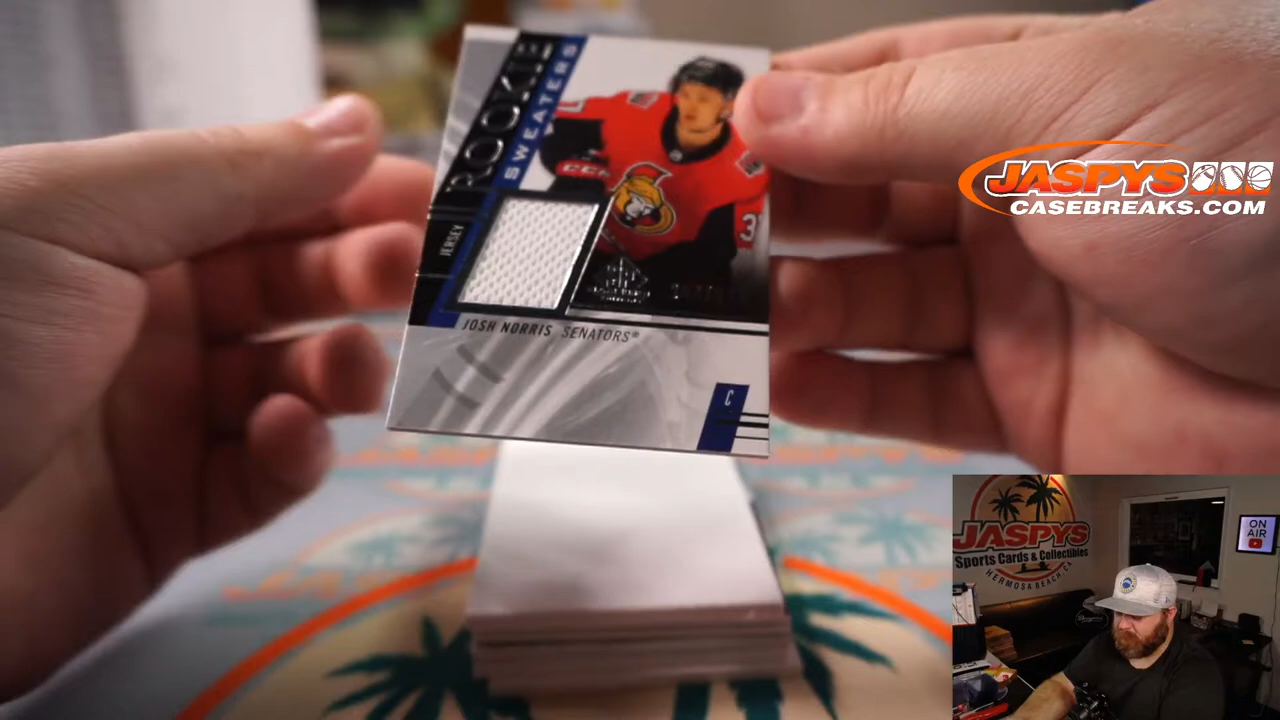 ROOKIE
SWEATERS
JERSEY
JOSH NORRIS SENATORS®
C
JASPYS
CASEBREAKS.COM
JASPYS
Sports Cards & Collectibles
HERMOSA BEACH, CA
ON
AIR